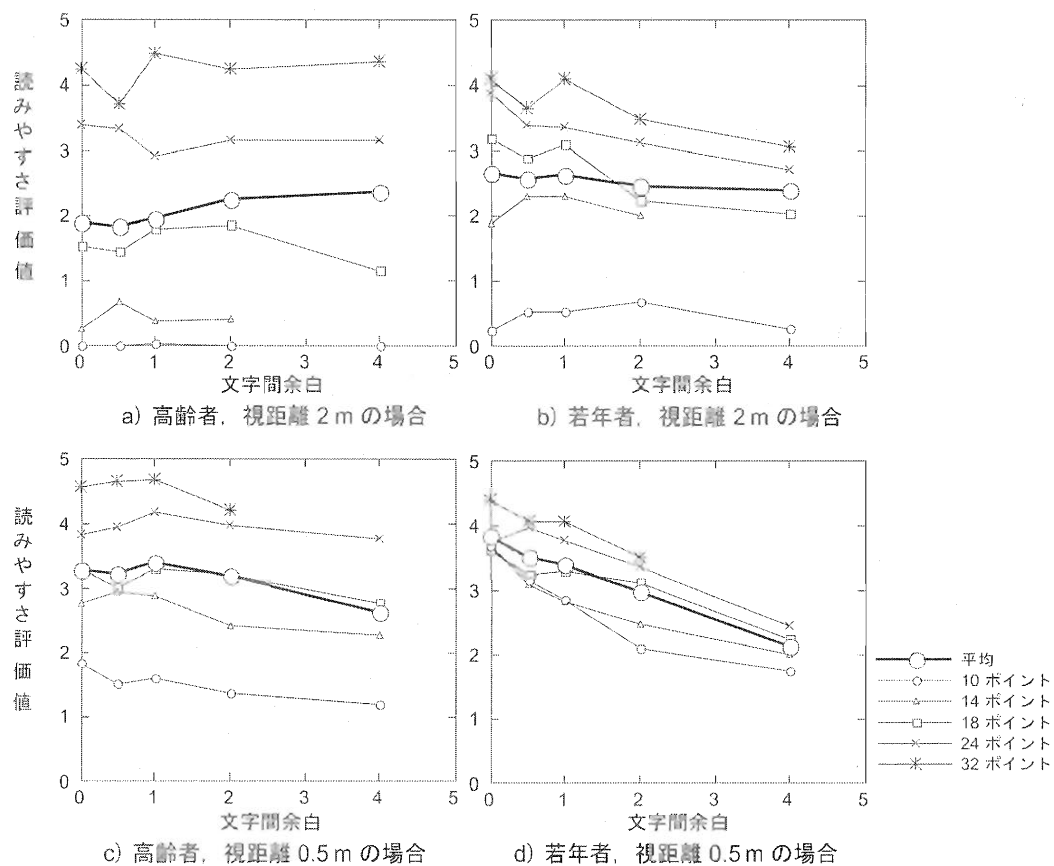 読みやすさ評価値
5
4
3
2
1
0
0 1 2 3 4 5
文字間余白
a) 高齢者, 視距離 2 m の場合
5
4
3
2
1
0
0 1 2 3 4 5
文字間余白
b) 若年者, 視距離 2 m の場合
読みやすさ評価値
5
4
3
2
1
0
0 1 2 3 4 5
文字間余白
c) 高齢者, 視距離 0.5 m の場合
5
4
3
2
1
0
0 1 2 3 4 5
文字間余白
d) 若年者, 視距離 0.5 m の場合
平均
10 ポイント
14 ポイント
18 ポイント
24 ポイント
32 ポイント